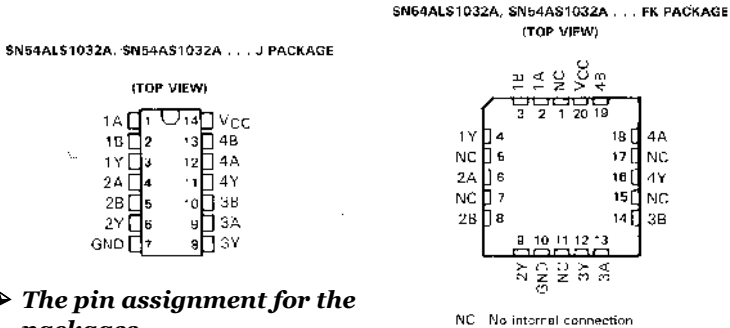 SN54ALS1032A, SN54AS1032A . . . J PACKAGE
(TOP VIEW)
1A 1 14 VCC
1B 2 13 4B
1Y 3 12 4A
2A 4 11 4Y
2B 5 10 3B
2Y 6 9 3A
GND 7 8 3Y
➤ The pin assignment for the
SN64ALS1032A, SN54AS1032A . . . FK PACKAGE
(TOP VIEW)
1B 1A NC VCC 4B
3 2 1 20 19
1Y 4 18 4A
NC 5 17 NC
2A 6 16 4Y
NC 7 15 NC
2B 8 14 3B
9 10 11 12 13
2Y GND NC 3Y 3A
NC No internal connection